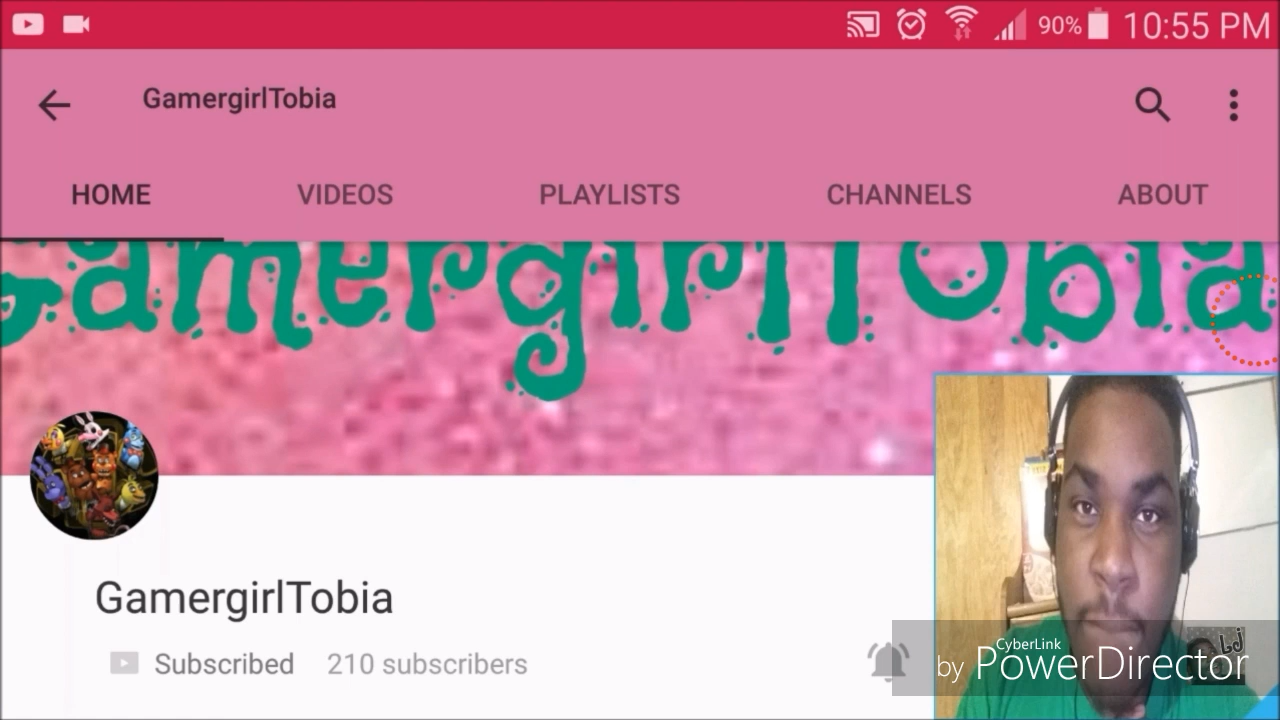 90% 10:55 PM
GamergirlTobia
HOME VIDEOS PLAYLISTS CHANNELS ABOUT
GamergirlTobia
GamergirlTobia
Subscribed 210 subscribers
CyberLink
by PowerDirector